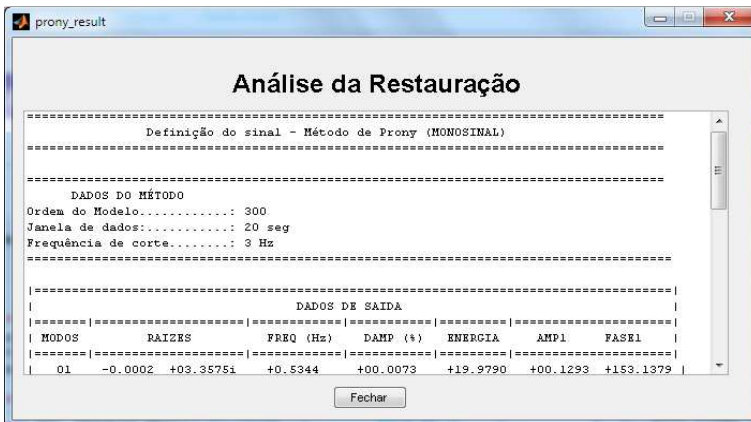 prony_result
Análise da Restauração
=======================================================================
Definição do sinal - Método de Prony (MONOSINAL)
=======================================================================
=======================================================================
DADOS DO MÉTODO
Ordem do Modelo............: 300
Janela de dados:...........: 20 seg
Frequência de corte........: 3 Hz
========================================================================
|=======================================================================|
| DADOS DE SAIDA |
|======|=================|============|============|==========|=================|
| MODOS RAIZES FREQ (Hz) DAMP (%) ENERGIA AMP1 FASE1 |
|======|=================|============|============|==========|=================|
| 01 -0.0002 +03.3575i +0.5344 +00.0073 +19.9790 +00.1293 +153.1379 |
Fechar